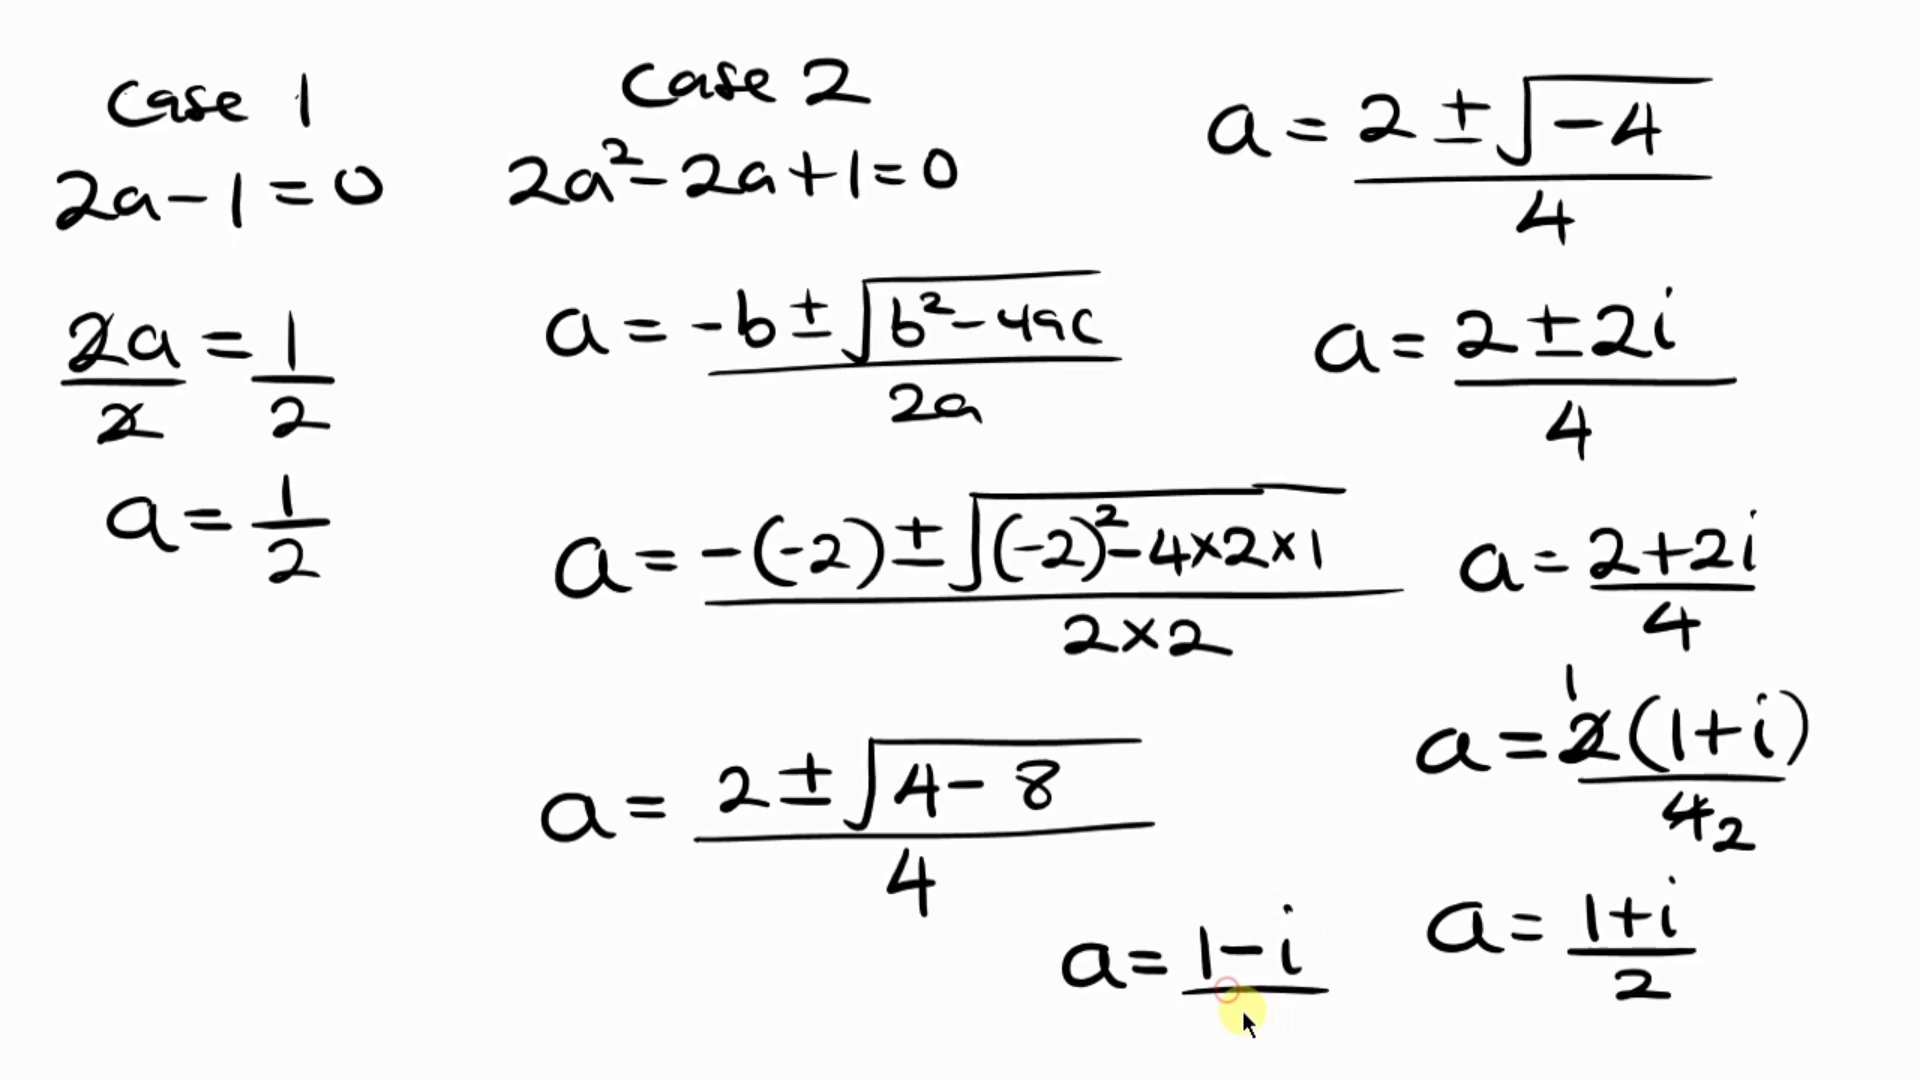 case 1
2a-1=0
2a/2 = 1/2
a = 1/2
case 2
2a²-2a+1=0
a = (-b ± √(b²-4ac))/2a
a = (-(-2) ± √((-2)²-4×2×1))/(2×2)
a = (2 ± √(4-8))/4
a = (2 ± √-4)/4
a = (2 ± 2i)/4
a = (2+2i)/4
1
a = 2(1+i)/4 2
a = (1+i)/2
a = 1-i